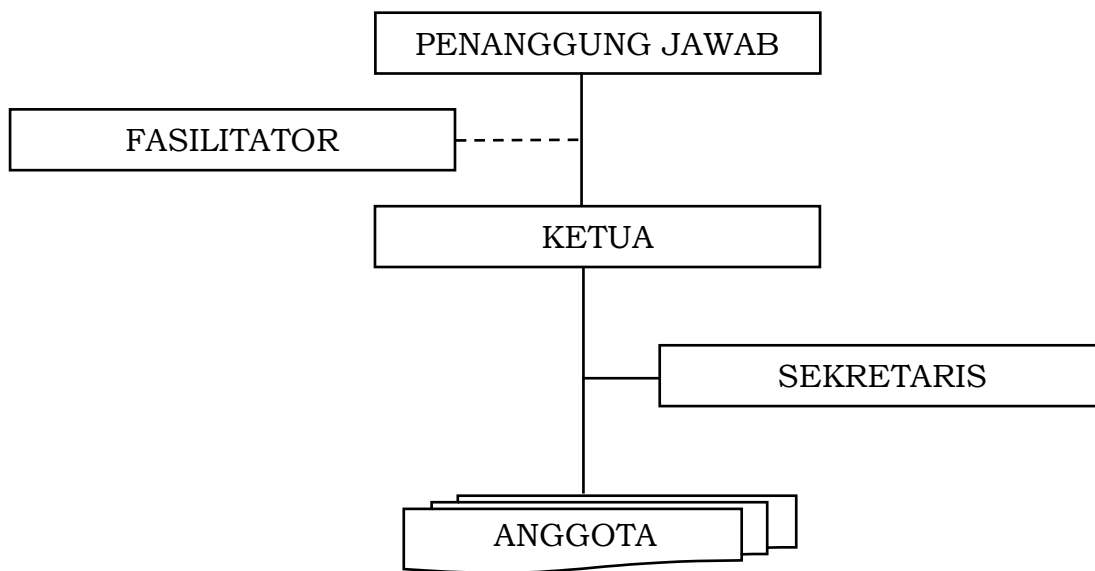 PENANGGUNG JAWAB
FASILITATOR
KETUA
SEKRETARIS
ANGGOTA